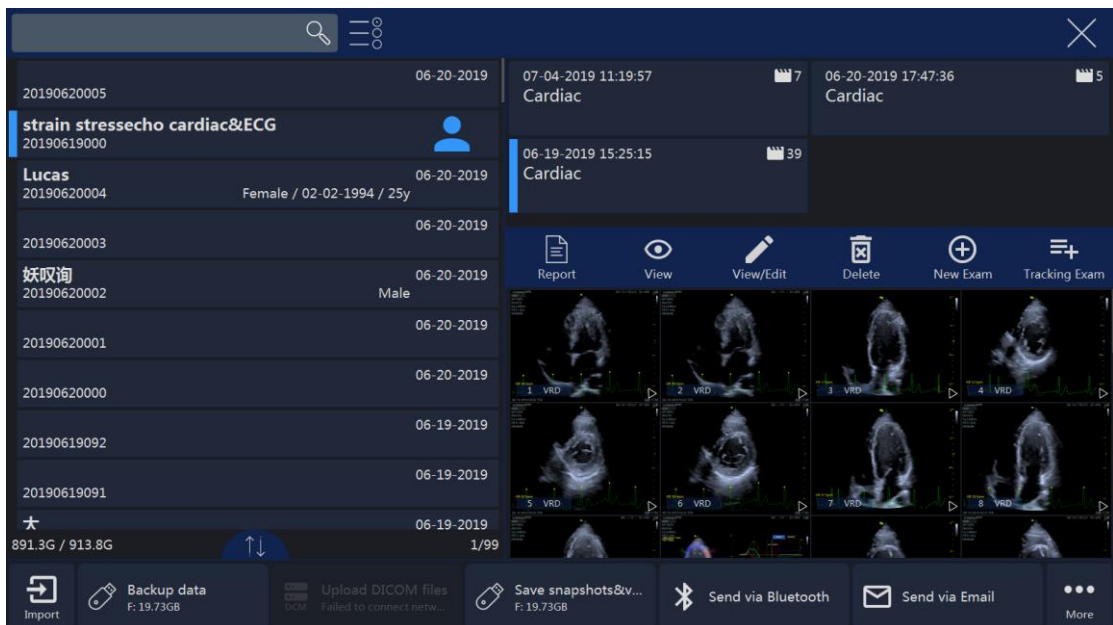 06-20-2019
20190620005
strain stressecho cardiac&ECG
20190619000
Lucas
06-20-2019
20190620004
Female / 02-02-1994 / 25y
06-20-2019
20190620003
妖叹询
06-20-2019
20190620002
Male
06-20-2019
20190620001
06-20-2019
20190620000
06-19-2019
20190619092
06-19-2019
20190619091
大
06-19-2019
891.3G / 913.8G
1/99
07-04-2019 11:19:57
7
Cardiac
06-20-2019 17:47:36
5
Cardiac
06-19-2019 15:25:15
39
Cardiac
Report
View
View/Edit
Delete
New Exam
Tracking Exam
1 VRD
2 VRD
3 VRD
4 VRD
5 VRD
6 VRD
7 VRD
8 VRD
Import
Backup data
F: 19.73GB
DCM
Upload DICOM files
Failed to connect netw...
Save snapshots&v...
F: 19.73GB
Send via Bluetooth
Send via Email
More